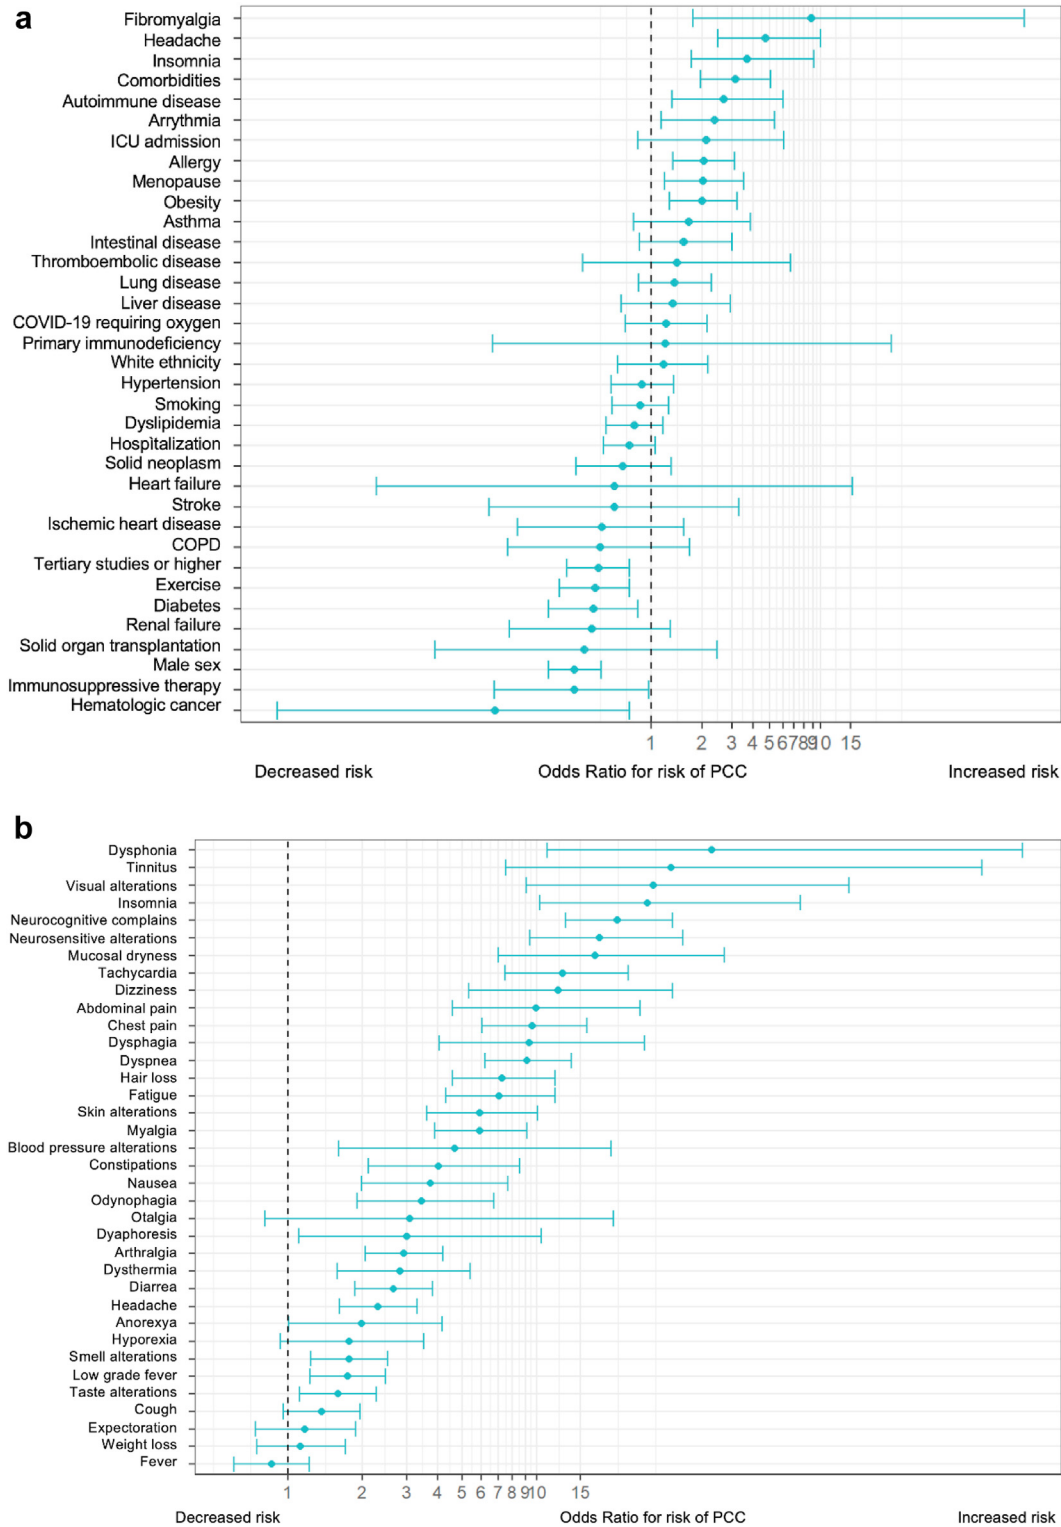 a
Fibromyalgia
Headache
Insomnia
Comorbidities
Autoimmune disease
Arrythmia
ICU admission
Allergy
Menopause
Obesity
Asthma
Intestinal disease
Thromboembolic disease
Lung disease
Liver disease
COVID-19 requiring oxygen
Primary immunodeficiency
White ethnicity
Hypertension
Smoking
Dyslipidemia
Hospìtalization
Solid neoplasm
Heart failure
Stroke
Ischemic heart disease
COPD
Tertiary studies or higher
Exercise
Diabetes
Renal failure
Solid organ transplantation
Male sex
Immunosuppressive therapy
Hematologic cancer
1 2 3 4 5 6 7 8 9 10 15
Decreased risk Odds Ratio for risk of PCC Increased risk
b
Dysphonia
Tinnitus
Visual alterations
Insomnia
Neurocognitive complains
Neurosensitive alterations
Mucosal dryness
Tachycardia
Dizziness
Abdominal pain
Chest pain
Dysphagia
Dyspnea
Hair loss
Fatigue
Skin alterations
Myalgia
Blood pressure alterations
Constipations
Nausea
Odynophagia
Otalgia
Dyaphoresis
Arthralgia
Dysthermia
Diarrea
Headache
Anorexya
Hyporexia
Smell alterations
Low grade fever
Taste alterations
Cough
Expectoration
Weight loss
Fever
1 2 3 4 5 6 7 8 9 10 15
Decreased risk Odds Ratio for risk of PCC Increased risk